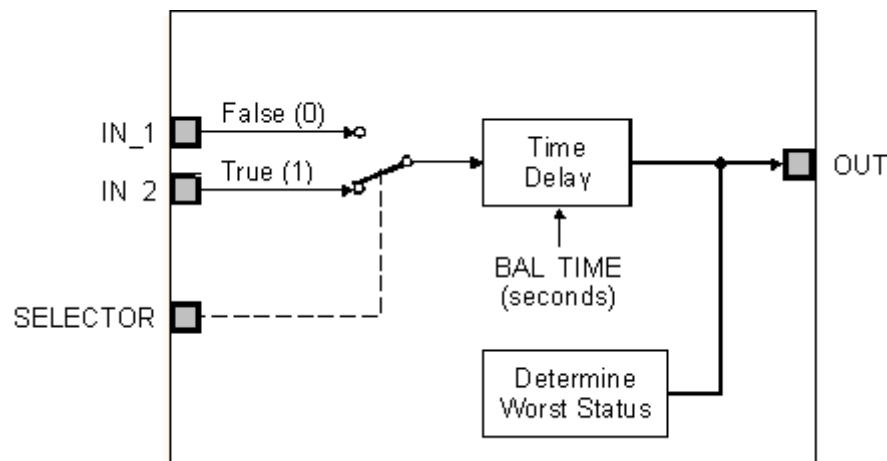 False (0)
IN_1
True (1)
IN 2
Time
Delay
OUT
BAL TIME
(seconds)
SELECTOR
Determine
Worst Status